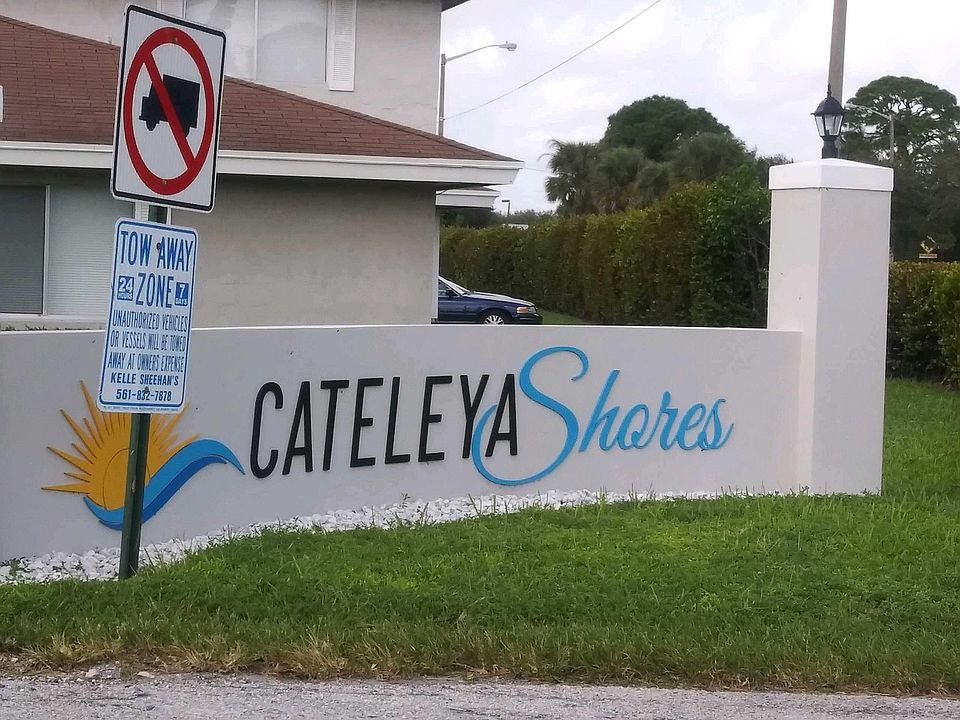 TOW AWAY
24 HOURS ZONE 7 DAYS
UNAUTHORIZED VEHICLES
OR VESSELS WILL BE TOWED
AWAY AT OWNERS EXPENSE
KELLE SHEEHAN'S
561-832-7878
CATELEYA Shores